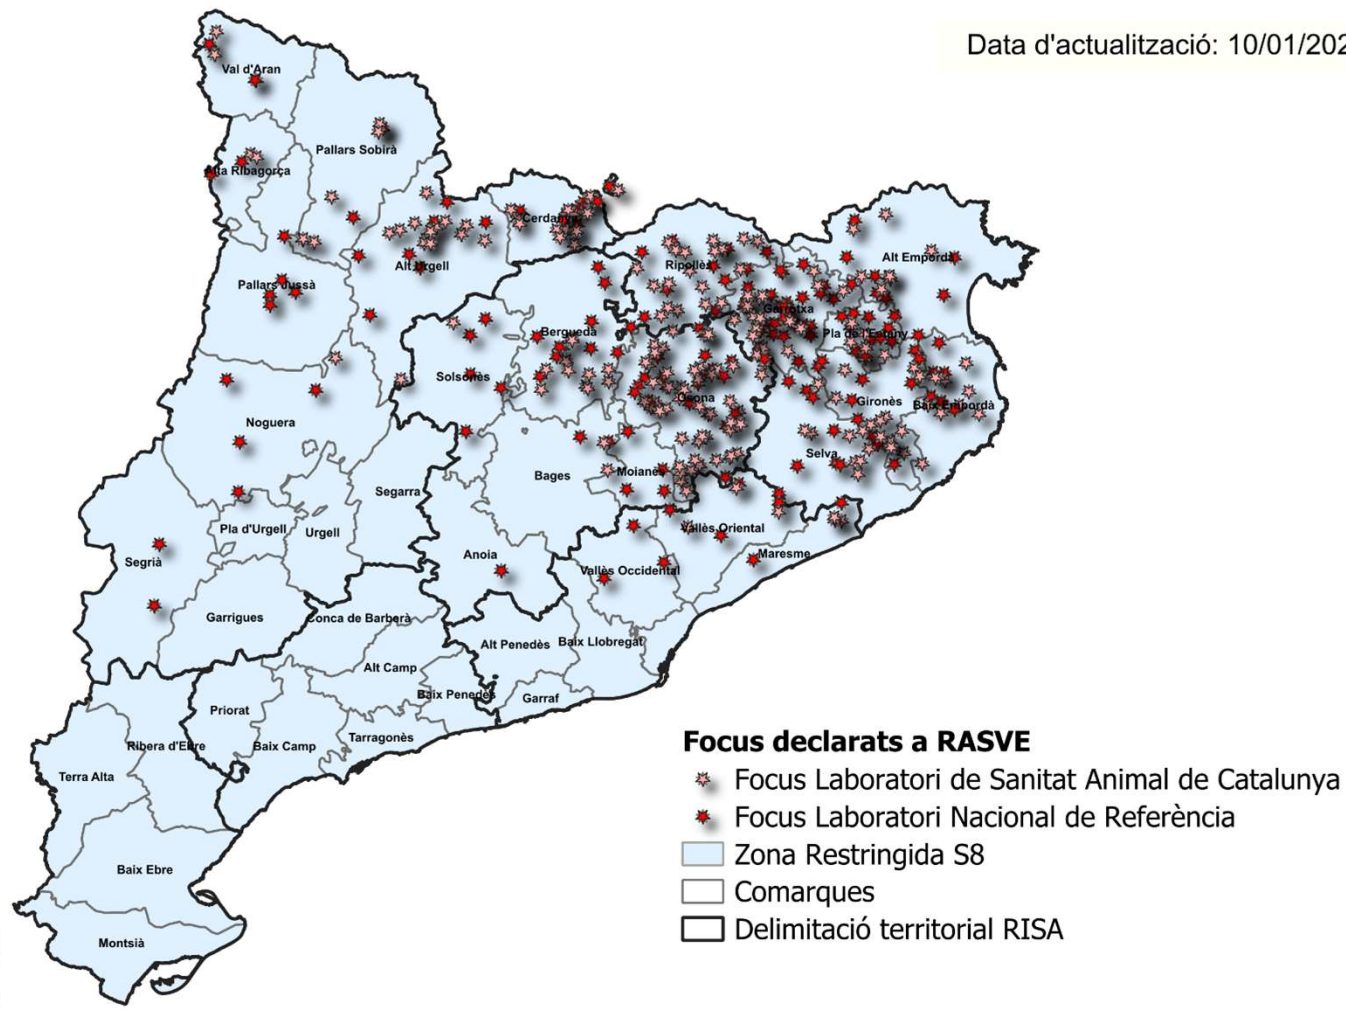 Data d'actualització: 10/01/202
Val d'Aran
Pallars Sobirà
Alta Ribagorça
Cerdanya
Alt Urgell
Ripollès
Alt Empordà
Pallars Jussà
Garrotxa
Berguedà
Pla de l'Estany
Solsonès
Osona
Gironès
Baix Empordà
Noguera
Selva
Bages
Moianès
Segarra
Pla d'Urgell
Urgell
Vallès Oriental
Segrià
Anoia
Maresme
Vallès Occidental
Garrigues
Conca de Barberà
Alt Penedès
Baix Llobregat
Alt Camp
Baix Penedès
Garraf
Priorat
Tarragonès
Ribera d'Ebre
Baix Camp
Terra Alta
Baix Ebre
Montsià
Focus declarats a RASVE
Focus Laboratori de Sanitat Animal de Catalunya
Focus Laboratori Nacional de Referència
Zona Restringida S8
Comarques
Delimitació territorial RISA